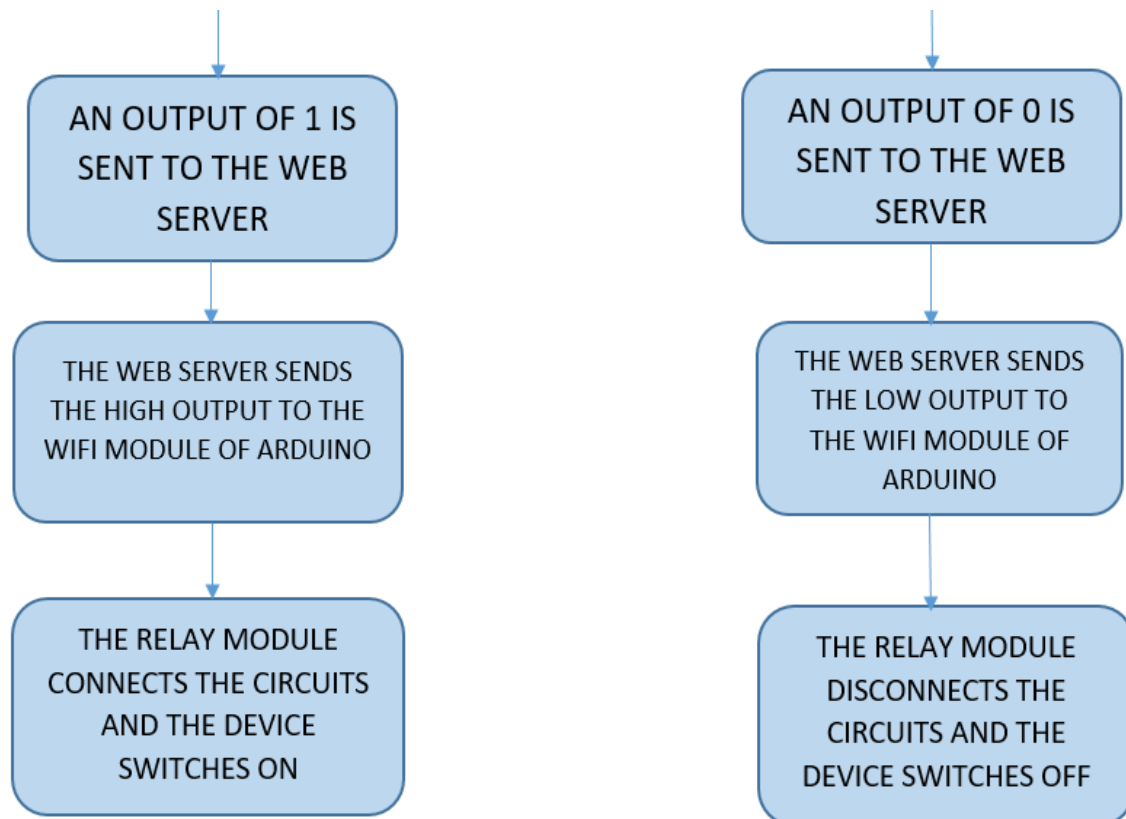 AN OUTPUT OF 1 IS
SENT TO THE WEB
SERVER
THE WEB SERVER SENDS
THE HIGH OUTPUT TO THE
WIFI MODULE OF ARDUINO
THE RELAY MODULE
CONNECTS THE CIRCUITS
AND THE DEVICE
SWITCHES ON
AN OUTPUT OF 0 IS
SENT TO THE WEB
SERVER
THE WEB SERVER SENDS
THE LOW OUTPUT TO
THE WIFI MODULE OF
ARDUINO
THE RELAY MODULE
DISCONNECTS THE
CIRCUITS AND THE
DEVICE SWITCHES OFF